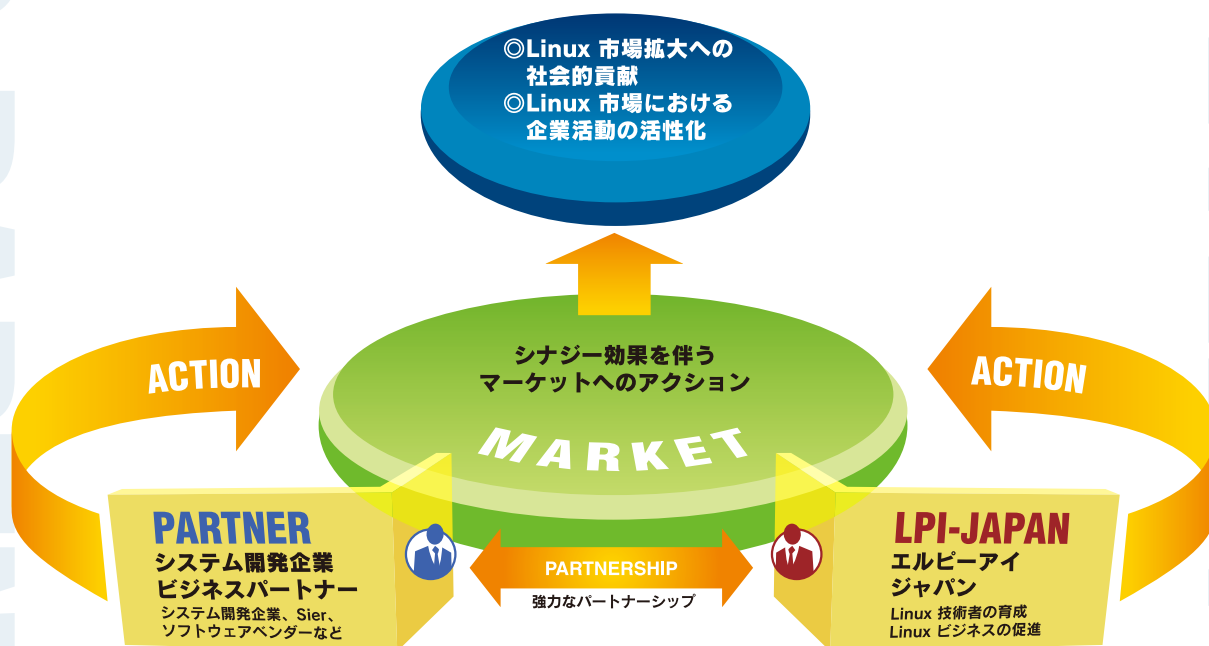 ◎Linux 市場拡大への
社会的貢献
◎Linux 市場における
企業活動の活性化
ACTION
ACTION
シナジー効果を伴う
マーケットへのアクション
MARKET
PARTNER
システム開発企業
ビジネスパートナー
システム開発企業、Sier、
ソフトウェアベンダーなど
PARTNERSHIP
強力なパートナーシップ
LPI-JAPAN
エルピーアイ
ジャパン
Linux 技術者の育成
Linux ビジネスの促進